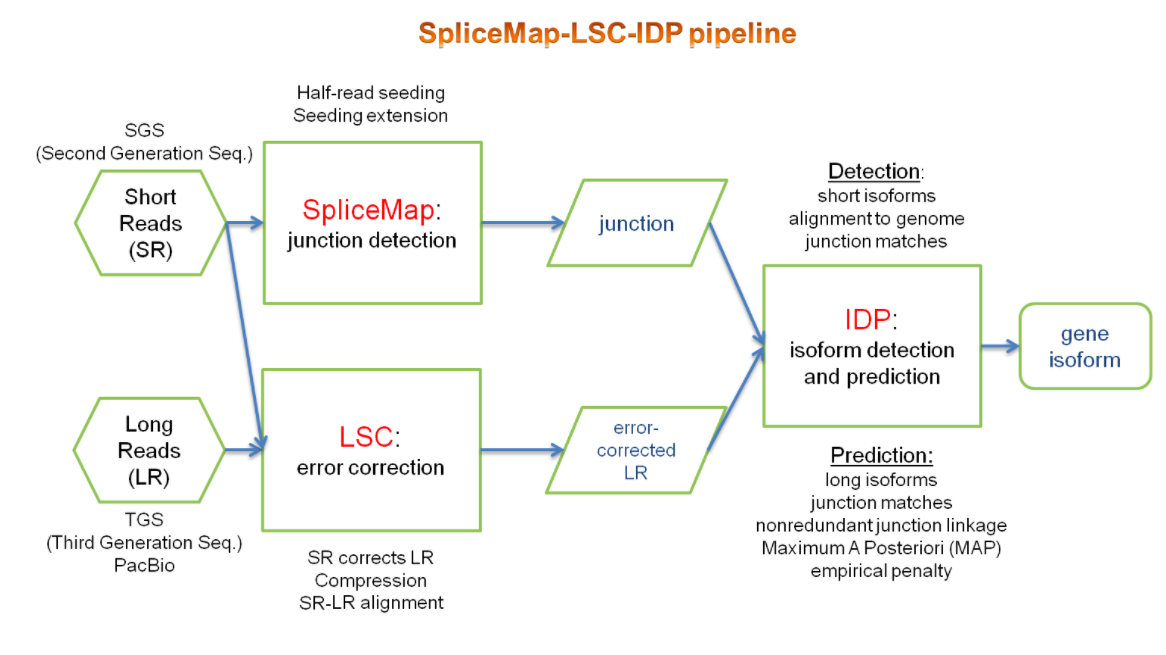 SpliceMap-LSC-IDP pipeline
Half-read seeding
Seeding extension
SGS
(Second Generation Seq.)
Short
Reads
(SR)
SpliceMap:
junction detection
junction
Detection:
short isoforms
alignment to genome
junction matches
IDP:
isoform detection
and prediction
gene
isoform
Long
Reads
(LR)
TGS
(Third Generation Seq.)
PacBio
LSC:
error correction
SR corrects LR
Compression
SR-LR alignment
error-
corrected
LR
Prediction:
long isoforms
junction matches
nonredundant junction linkage
Maximum A Posteriori (MAP)
empirical penalty